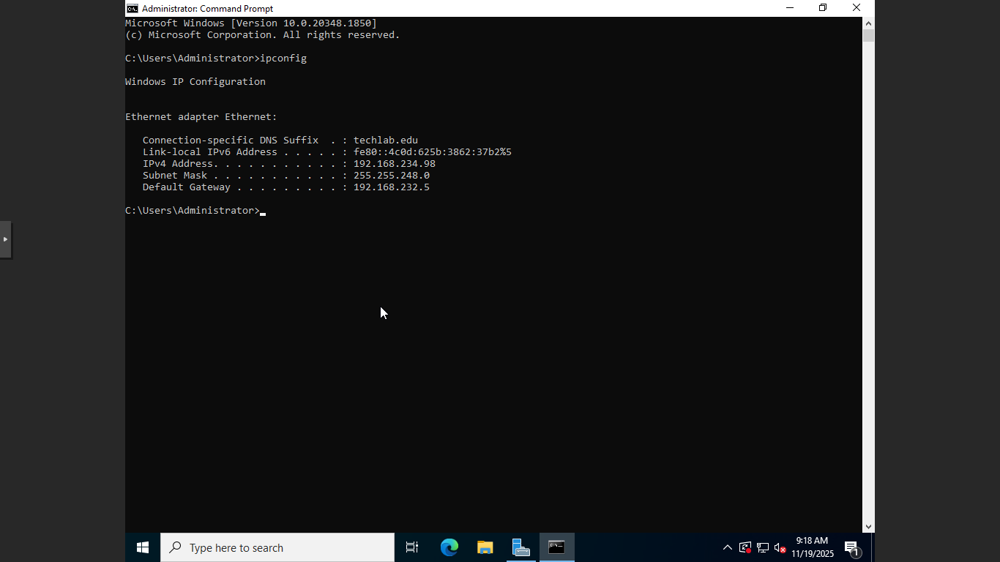 Administrator: Command Prompt
Microsoft Windows [Version 10.0.20348.1850]
(c) Microsoft Corporation. All rights reserved.
C:\Users\Administrator>ipconfig
Windows IP Configuration
Ethernet adapter Ethernet:
Connection-specific DNS Suffix  . : techlab.edu
Link-local IPv6 Address . . . . . : fe80::4c0d:625b:3862:37b2%5
IPv4 Address. . . . . . . . . . . : 192.168.234.98
Subnet Mask . . . . . . . . . . . : 255.255.248.0
Default Gateway . . . . . . . . . : 192.168.232.5
C:\Users\Administrator>
Type here to search
9:18 AM
11/19/2025
1